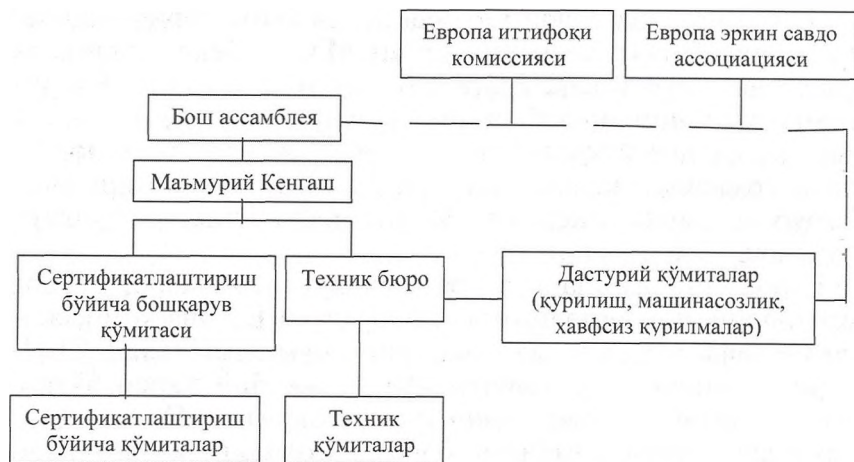 Европа иттифоқи
комиссияси
Европа эркин савдо
ассоциацияси
Бош ассамблея
Маъмурий Кенгаш
Сертификатлаштириш
бўйича бошқарув
қўмитаси
Техник бюро
Дастурий қўмиталар
(қурилиш, машинасозлик,
хавфсиз қурилмалар)
Сертификатлаштириш
бўйича қўмиталар
Техник
қўмиталар